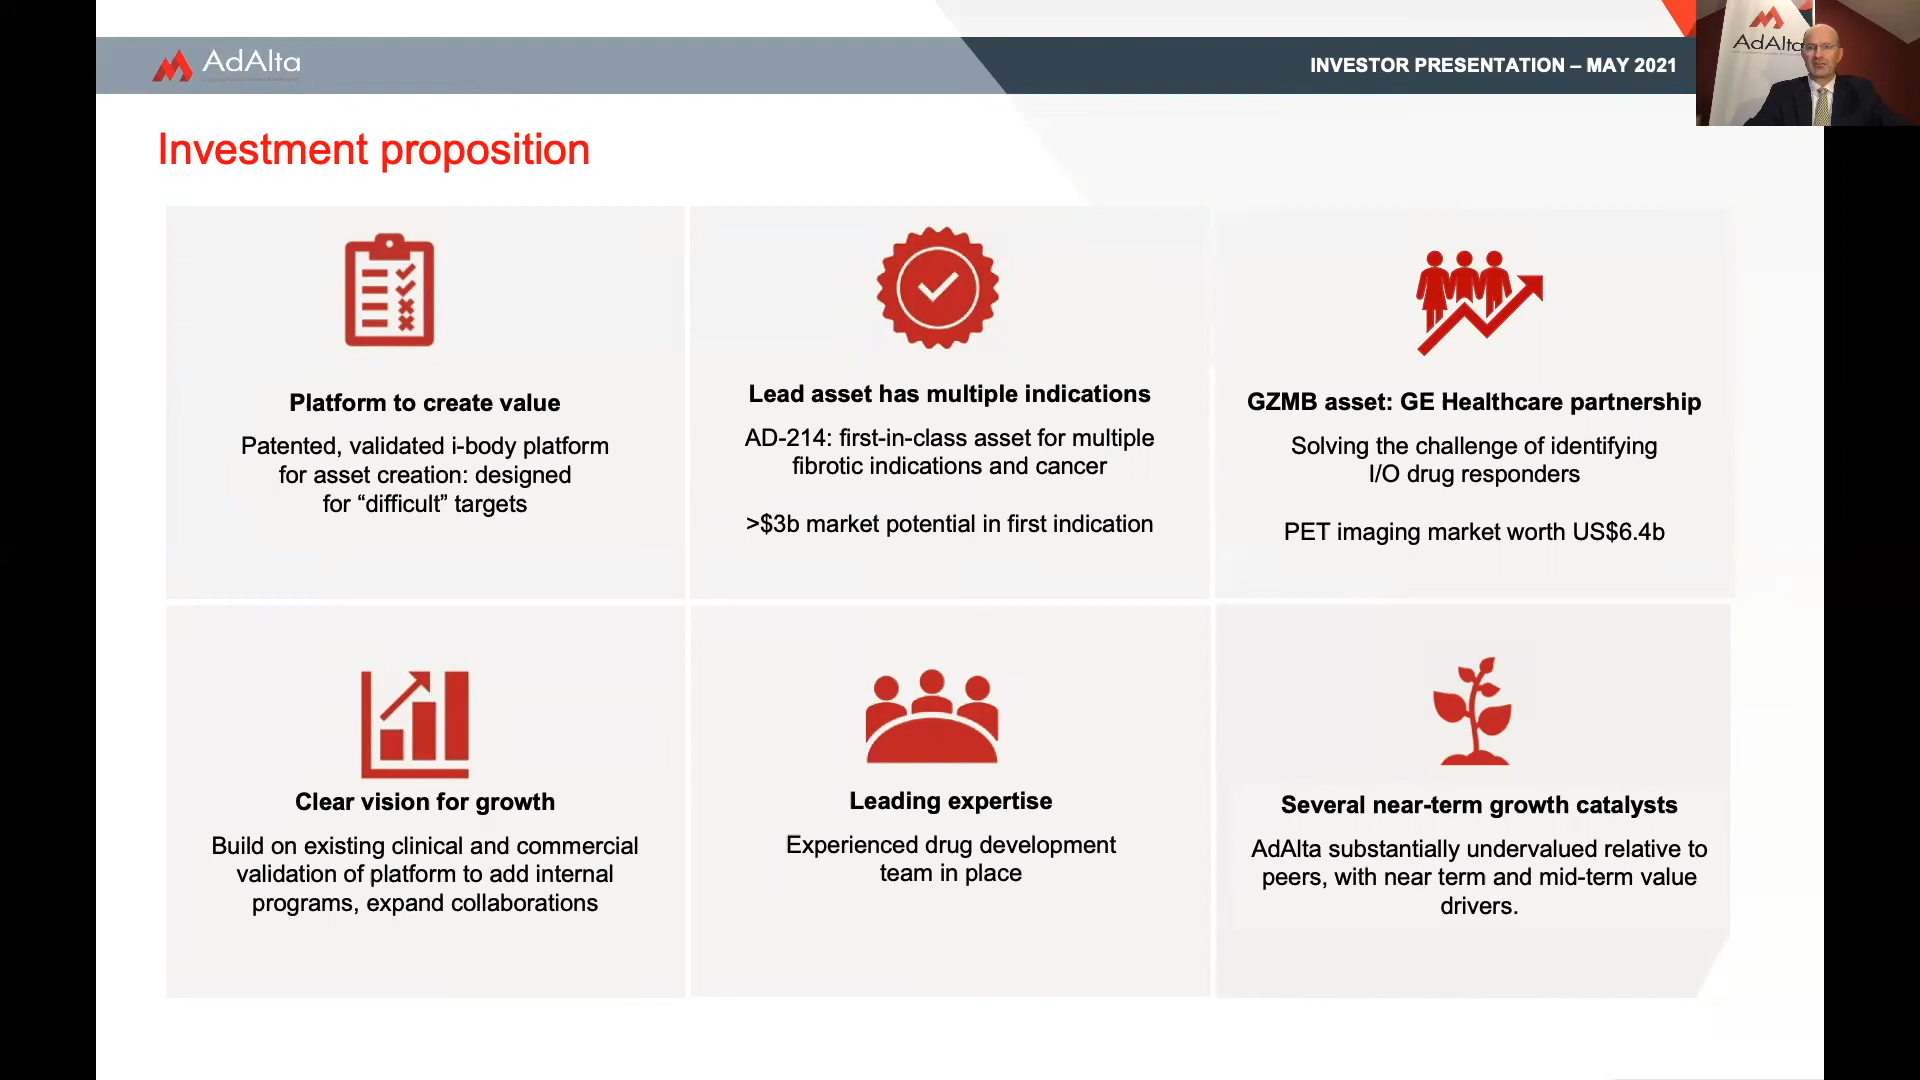 AdAlta
INVESTOR PRESENTATION – MAY 2021
AdAlta
Investment proposition
Platform to create value
Patented, validated i-body platform
for asset creation: designed
for “difficult” targets
Lead asset has multiple indications
AD-214: first-in-class asset for multiple
fibrotic indications and cancer
>$3b market potential in first indication
GZMB asset: GE Healthcare partnership
Solving the challenge of identifying
I/O drug responders
PET imaging market worth US$6.4b
Clear vision for growth
Build on existing clinical and commercial
validation of platform to add internal
programs, expand collaborations
Leading expertise
Experienced drug development
team in place
Several near-term growth catalysts
AdAlta substantially undervalued relative to
peers, with near term and mid-term value
drivers.